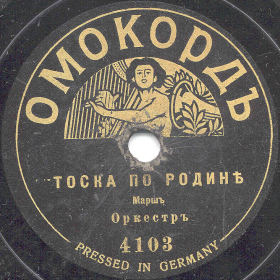 ОМОКОРДЪ
ТОСКА ПО РОДИНѢ
Маршъ
Оркестръ
4103
PRESSED IN GERMANY